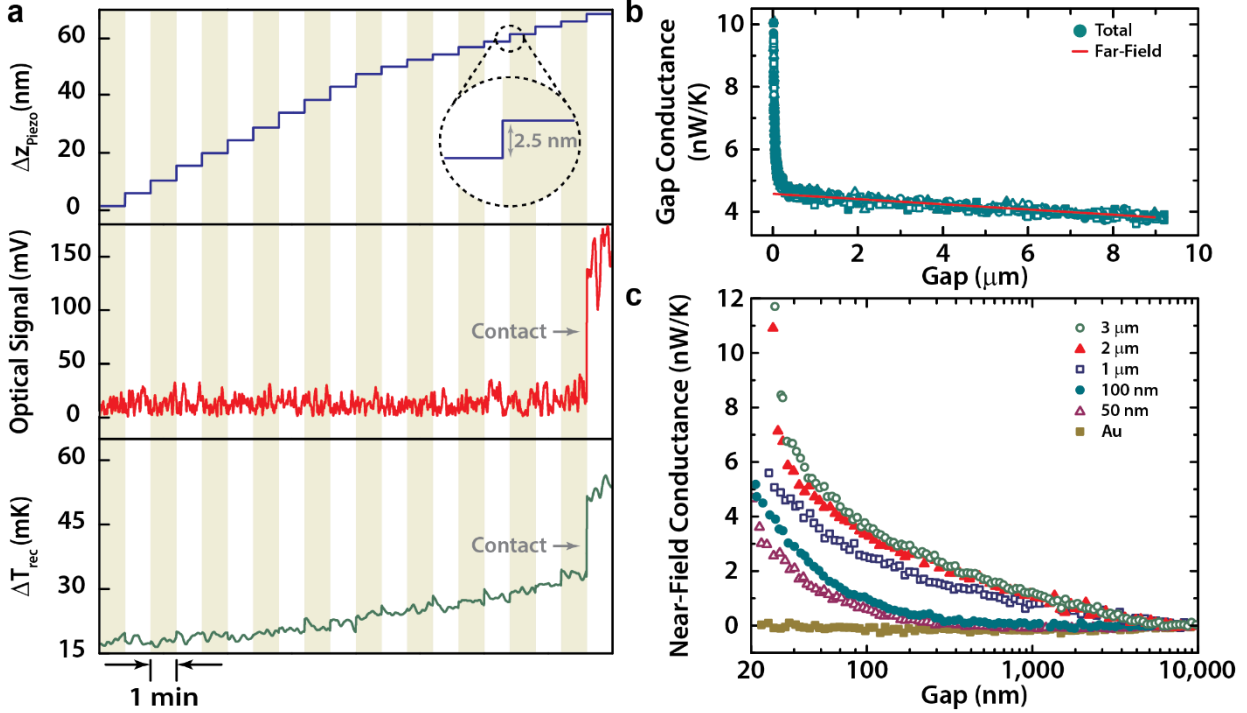 a
Δz_Piezo (nm)
60
40
20
0
2.5 nm
Optical Signal (mV)
150
100
50
0
Contact
ΔT_rec (mK)
60
45
30
15
Contact
1 min
b
Gap Conductance
(nW/K)
10
8
6
4
Total
Far-Field
0
2
4
6
8
10
Gap (μm)
c
Near-Field Conductance (nW/K)
12
10
8
6
4
2
0
3 μm
2 μm
1 μm
100 nm
50 nm
Au
20
100
1,000
10,000
Gap (nm)